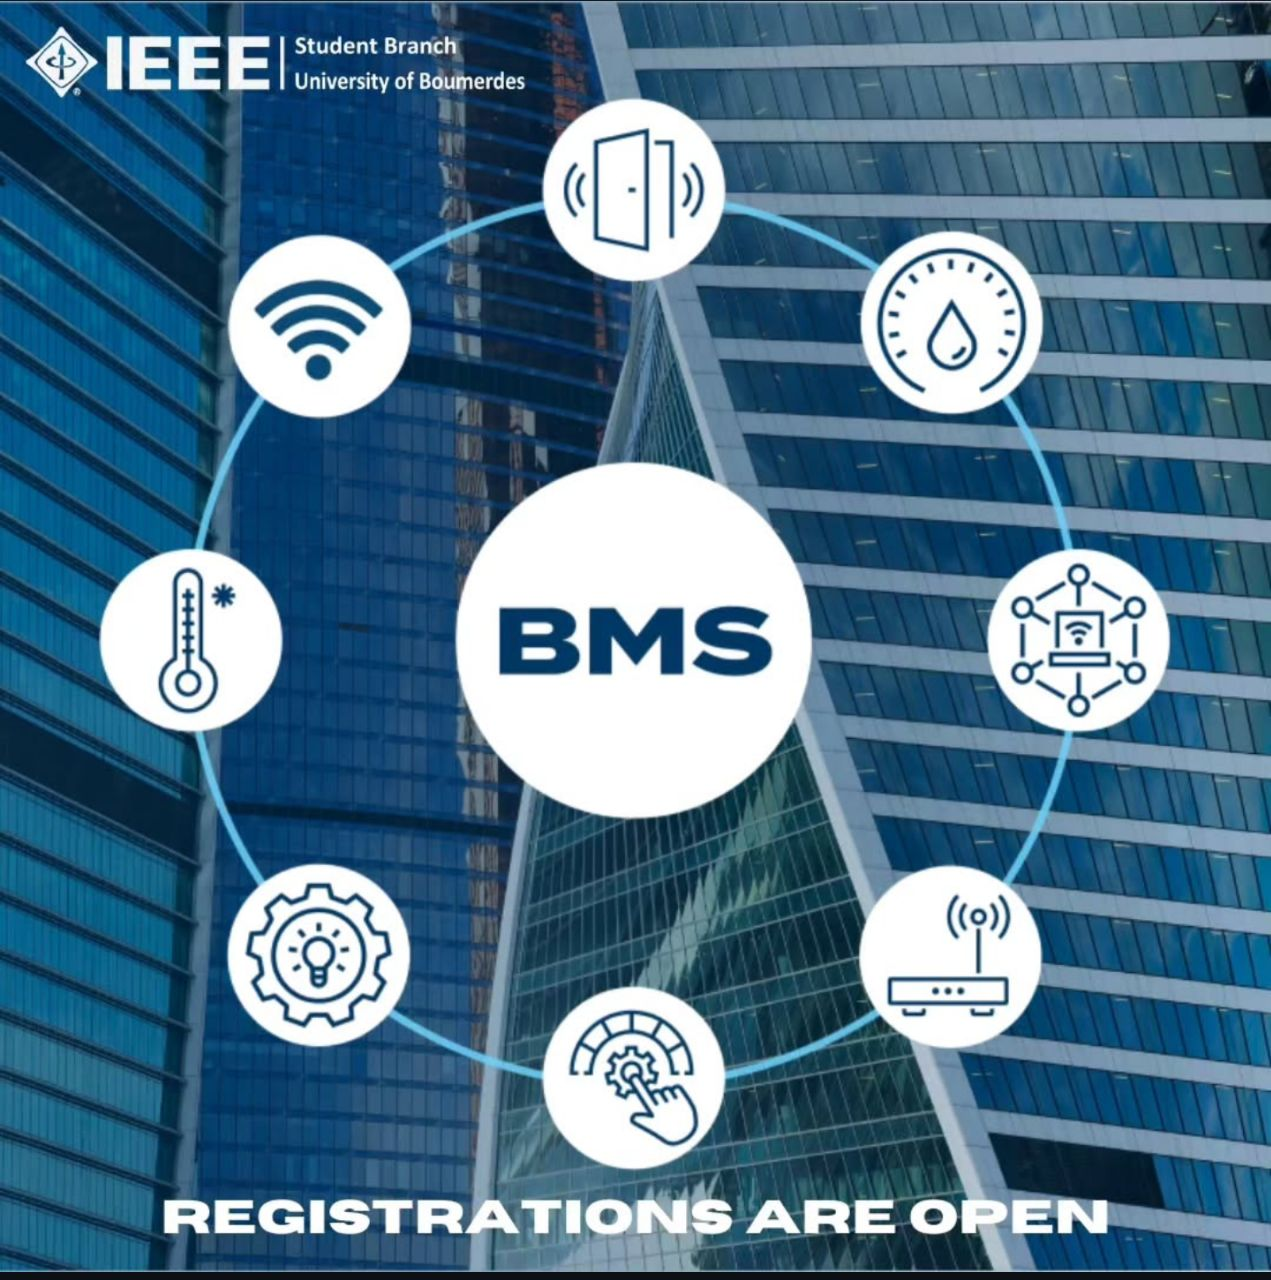 IEEE
Student Branch
University of Boumerdes
BMS
REGISTRATIONS ARE OPEN